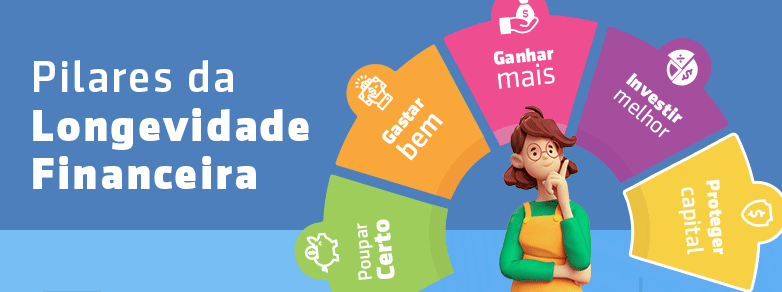 Pilares da
Longevidade
Financeira
Poupar
Certo
Gastar
bem
Ganhar
mais
Investir
melhor
Proteger
capital